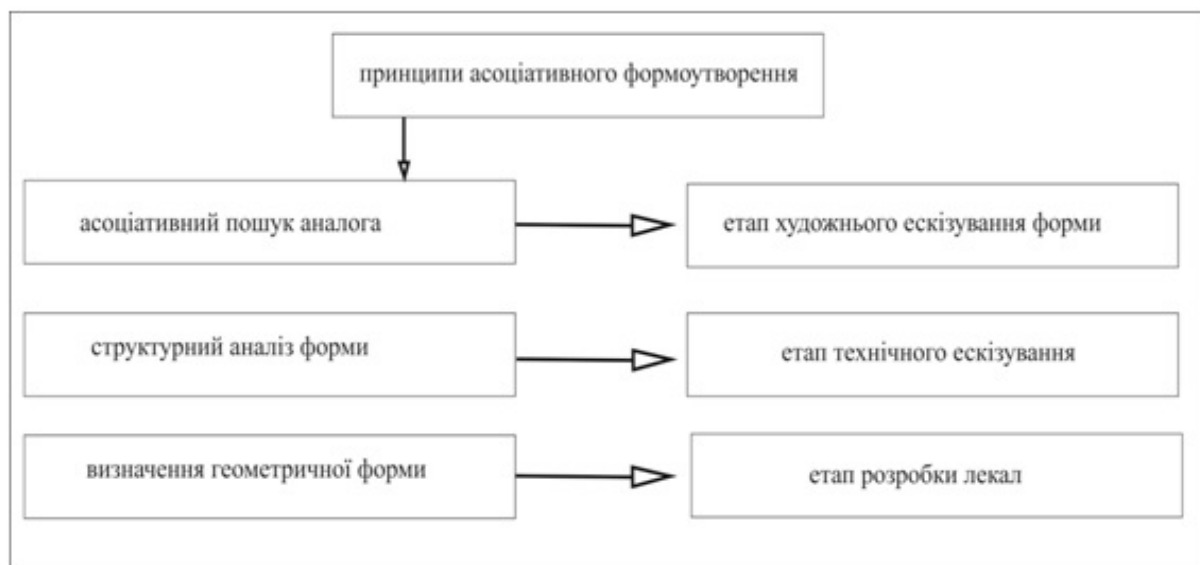 принципи асоціативного формоутворення
асоціативний пошук аналога
етап художнього ескізування форми
структурний аналіз форми
етап технічного ескізування
визначення геометричної форми
етап розробки лекал